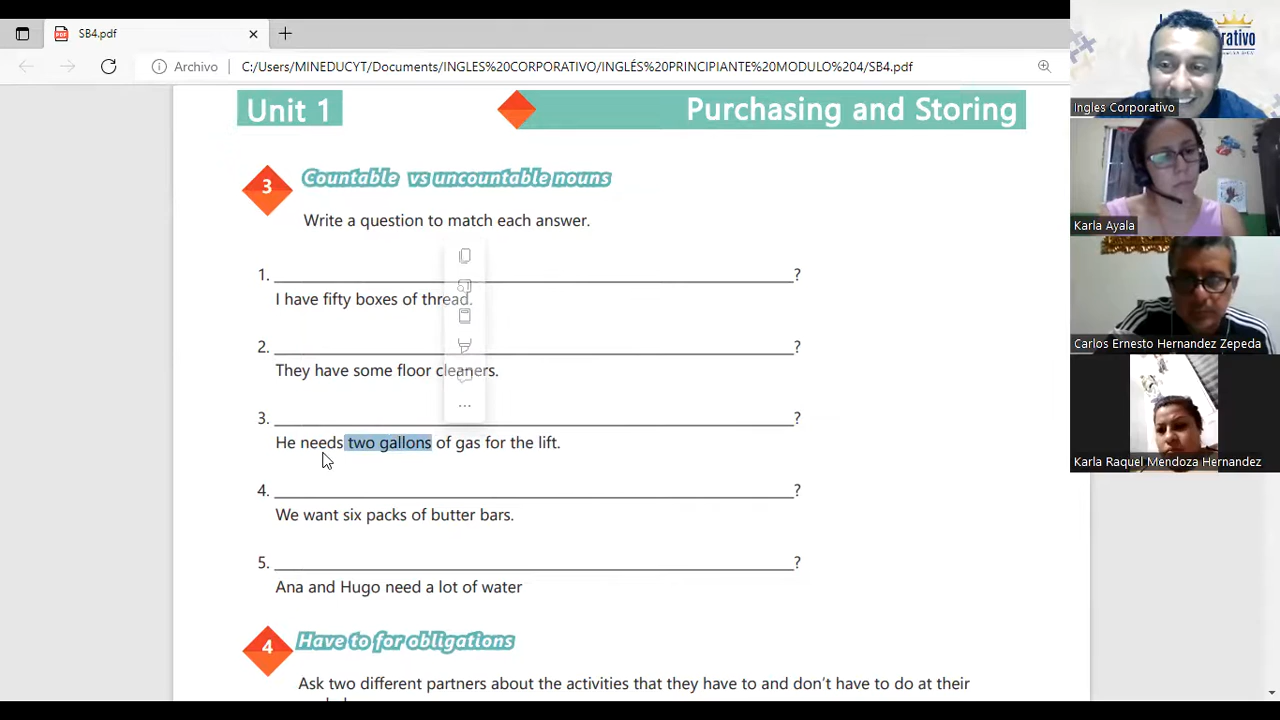 SB4.pdf
Archivo
C:/Users/MINEDUCYT/Documents/INGLES%20CORPORATIVO/INGLÉS%20PRINCIPIANTE%20MODULO%204/SB4.pdf
Unit 1
Purchasing and Storing
3
Countable vs uncountable nouns
Write a question to match each answer.
1. ?
I have fifty boxes of thread.
2. ?
They have some floor cleaners.
3. ?
He needs two gallons of gas for the lift.
4. ?
We want six packs of butter bars.
5. ?
Ana and Hugo need a lot of water
4
Have to for obligations
Ask two different partners about the activities that they have to and don't have to do at their
Ingles Corporativo
Karla Ayala
Carlos Ernesto Hernandez Zepeda
Karla Raquel Mendoza Hernandez